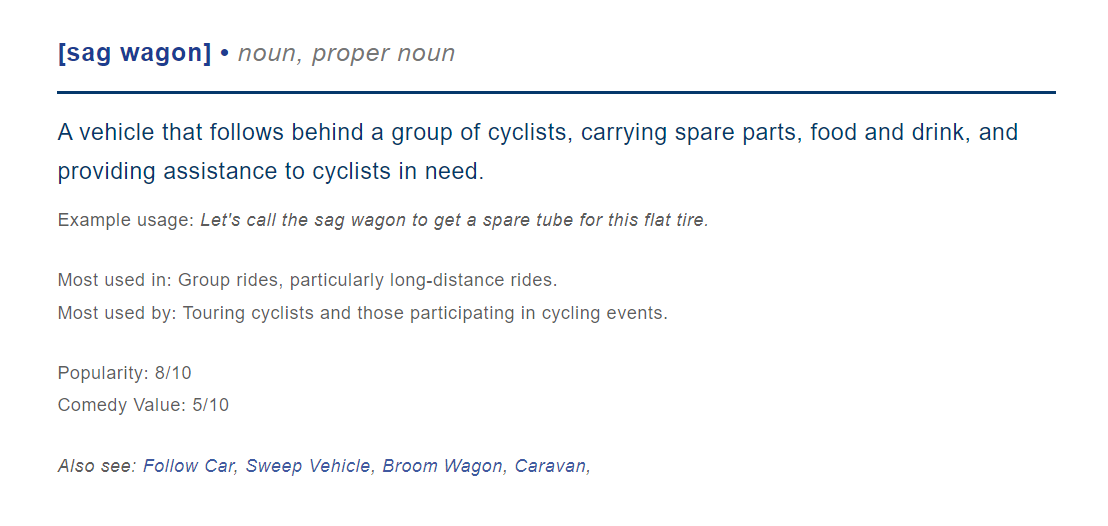 [sag wagon] • noun, proper noun
A vehicle that follows behind a group of cyclists, carrying spare parts, food and drink, and
providing assistance to cyclists in need.
Example usage: Let's call the sag wagon to get a spare tube for this flat tire.
Most used in: Group rides, particularly long-distance rides.
Most used by: Touring cyclists and those participating in cycling events.
Popularity: 8/10
Comedy Value: 5/10
Also see: Follow Car, Sweep Vehicle, Broom Wagon, Caravan,